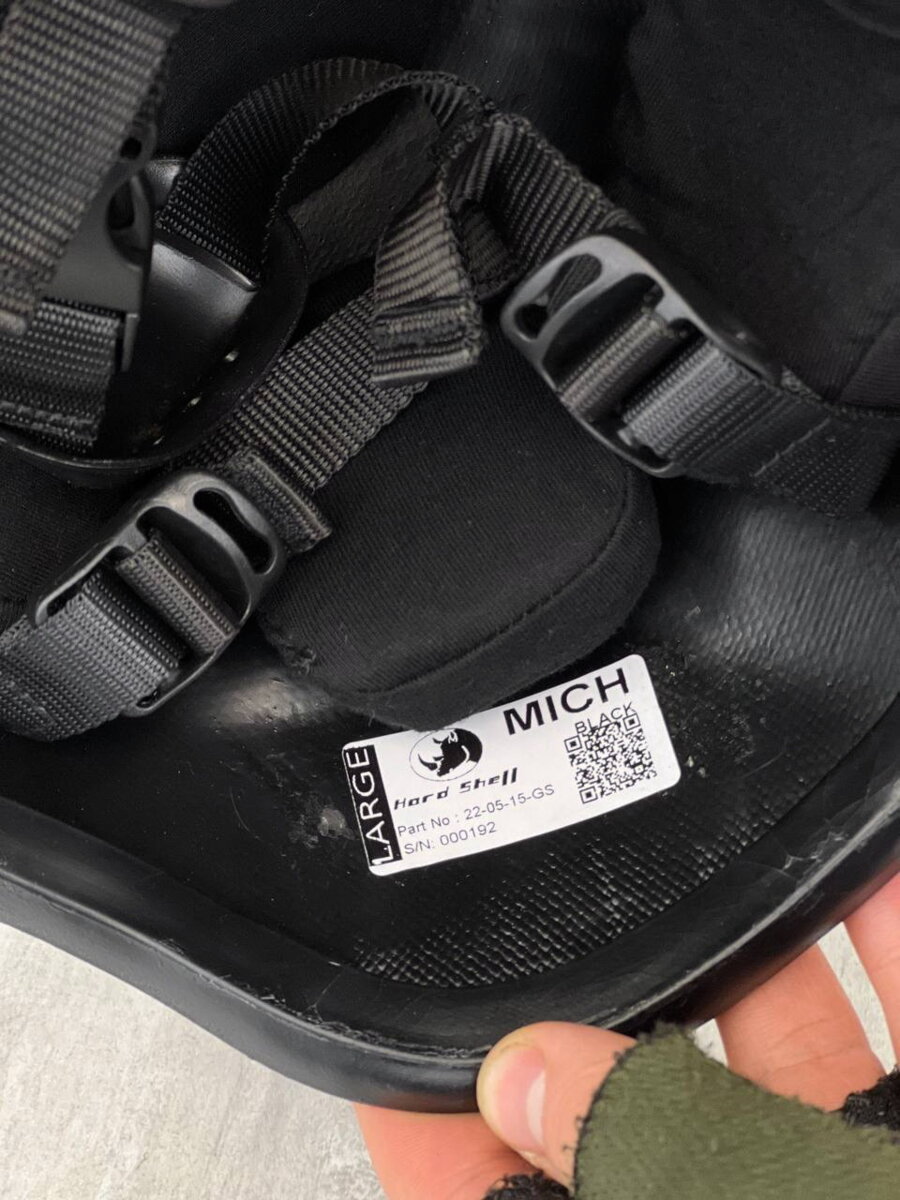 MICH
BLACK
LARGE
Hard Shell
Part No : 22-05-15-GS
S/N: 000192